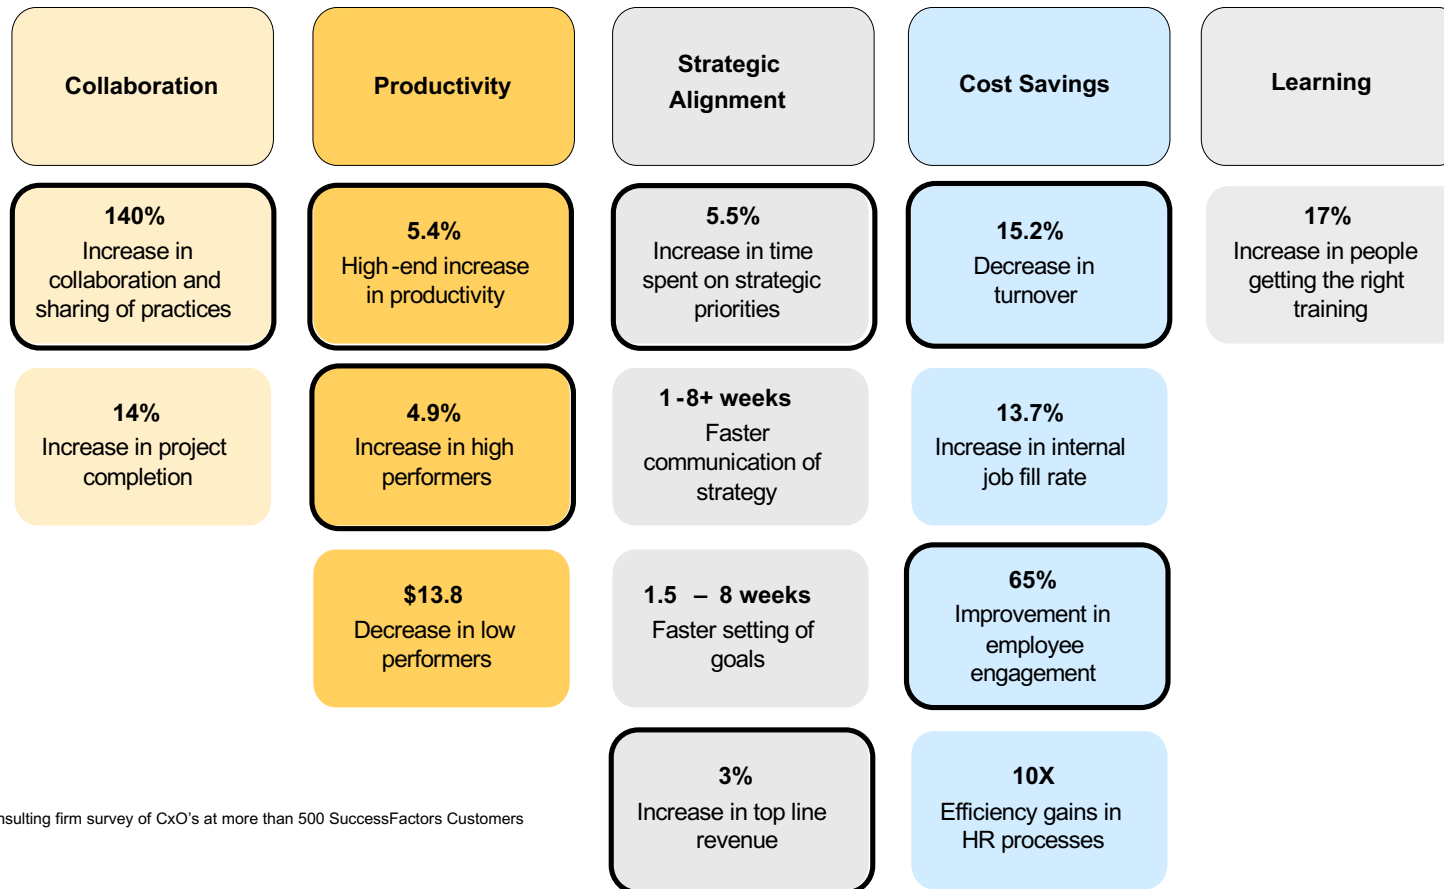 Collaboration
Productivity
Strategic
Alignment
Cost Savings
Learning
140%
Increase in
collaboration and
sharing of practices
5.4%
High-end increase
in productivity
5.5%
Increase in time
spent on strategic
priorities
15.2%
Decrease in
turnover
17%
Increase in people
getting the right
training
14%
Increase in project
completion
4.9%
Increase in high
performers
1-8+ weeks
Faster
communication of
strategy
13.7%
Increase in internal
job fill rate
$13.8
Decrease in low
performers
1.5 – 8 weeks
Faster setting of
goals
65%
Improvement in
employee
engagement
3%
Increase in top line
revenue
10X
Efficiency gains in
HR processes
nsulting firm survey of CxO's at more than 500 SuccessFactors Customers